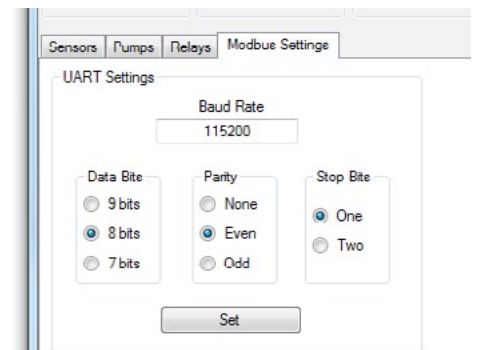 Sensors Pumps Relays Modbus Settings
UART Settings
Baud Rate
115200
Data Bits
9 bits
8 bits
7 bits
Parity
None
Even
Odd
Stop Bits
One
Two
Set